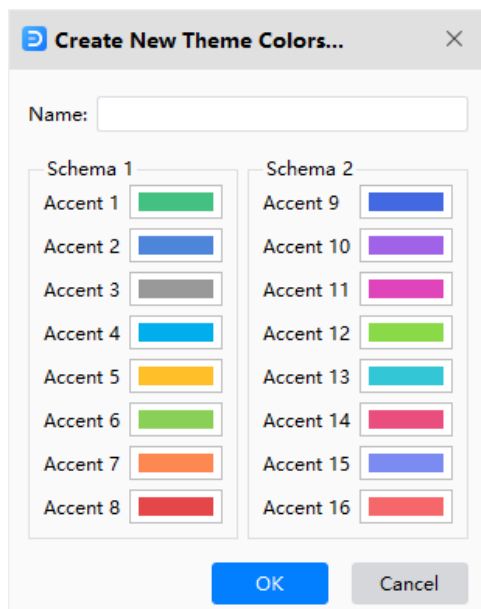 Create New Theme Colors...
Name:
Schema 1
Accent 1
Accent 2
Accent 3
Accent 4
Accent 5
Accent 6
Accent 7
Accent 8
Schema 2
Accent 9
Accent 10
Accent 11
Accent 12
Accent 13
Accent 14
Accent 15
Accent 16
OK
Cancel